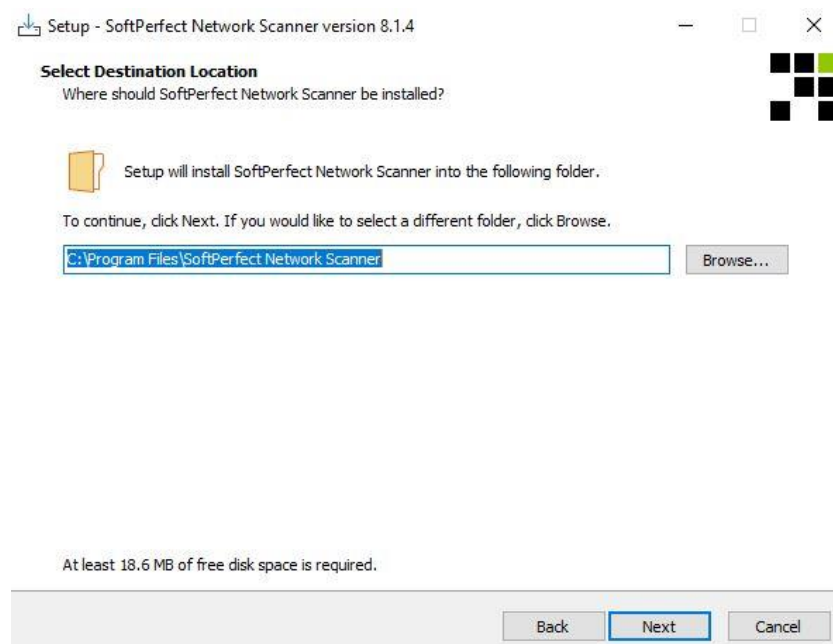 Setup - SoftPerfect Network Scanner version 8.1.4
Select Destination Location
Where should SoftPerfect Network Scanner be installed?
Setup will install SoftPerfect Network Scanner into the following folder.
To continue, click Next. If you would like to select a different folder, click Browse.
C:\Program Files\SoftPerfect Network Scanner
Browse...
At least 18.6 MB of free disk space is required.
Back Next Cancel